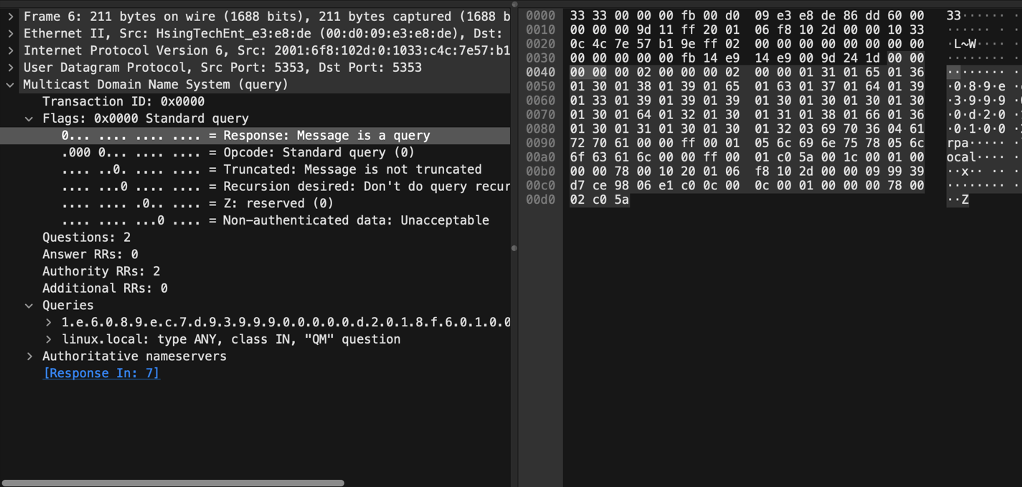 Frame 6: 211 bytes on wire (1688 bits), 211 bytes captured (1688 b
Ethernet II, Src: HsingTechEnt_e3:e8:de (00:d0:09:e3:e8:de), Dst:
Internet Protocol Version 6, Src: 2001:6f8:102d:0:1033:c4c:7e57:b1
User Datagram Protocol, Src Port: 5353, Dst Port: 5353
Multicast Domain Name System (query)
Transaction ID: 0x0000
Flags: 0x0000 Standard query
0... .... .... .... = Response: Message is a query
.000 0... .... .... = Opcode: Standard query (0)
.... ..0. .... .... = Truncated: Message is not truncated
.... ...0 .... .... = Recursion desired: Don't do query recur
.... .... .0.. .... = Z: reserved (0)
.... .... ...0 .... = Non-authenticated data: Unacceptable
Questions: 2
Answer RRs: 0
Authority RRs: 2
Additional RRs: 0
Queries
1.e.6.0.8.9.e.c.7.d.9.3.9.9.9.0.0.0.0.0.d.2.0.1.8.f.6.0.1.0.0
linux.local: type ANY, class IN, "QM" question
Authoritative nameservers
[Response In: 7]
0000 33 33 00 00 00 fb 00 d0 09 e3 e8 de 86 dd 60 00 33······ ·
0010 00 00 00 9d 11 ff 20 01 06 f8 10 2d 00 00 10 33 ······ · ·
0020 0c 4c 7e 57 b1 9e ff 02 00 00 00 00 00 00 00 00 ·L~W···· ·
0030 00 00 00 00 00 fb 14 e9 14 e9 00 9d 24 1d 00 00 ········ ·
0040 00 00 00 02 00 00 00 02 00 00 01 31 01 65 01 36 ········ ·
0050 01 30 01 38 01 39 01 65 01 63 01 37 01 64 01 39 ·0·8·9·e ·
0060 01 33 01 39 01 39 01 39 01 30 01 30 01 30 01 30 ·3·9·9·9 ·
0070 01 30 01 64 01 32 01 30 01 31 01 38 01 66 01 36 ·0·d·2·0 ·
0080 01 30 01 31 01 30 01 30 01 32 03 69 70 36 04 61 ·0·1·0·0 ·
0090 72 70 61 00 00 ff 00 01 05 6c 69 6e 75 78 05 6c rpa····· ·
00a0 6f 63 61 6c 00 00 ff 00 01 c0 5a 00 1c 00 01 00 ocal···· ·
00b0 00 00 78 00 10 20 01 06 f8 10 2d 00 00 09 99 39 ··x·· ·· ·
00c0 d7 ce 98 06 e1 c0 0c 00 0c 00 01 00 00 00 78 00 ········ ·
00d0 02 c0 5a ··Z